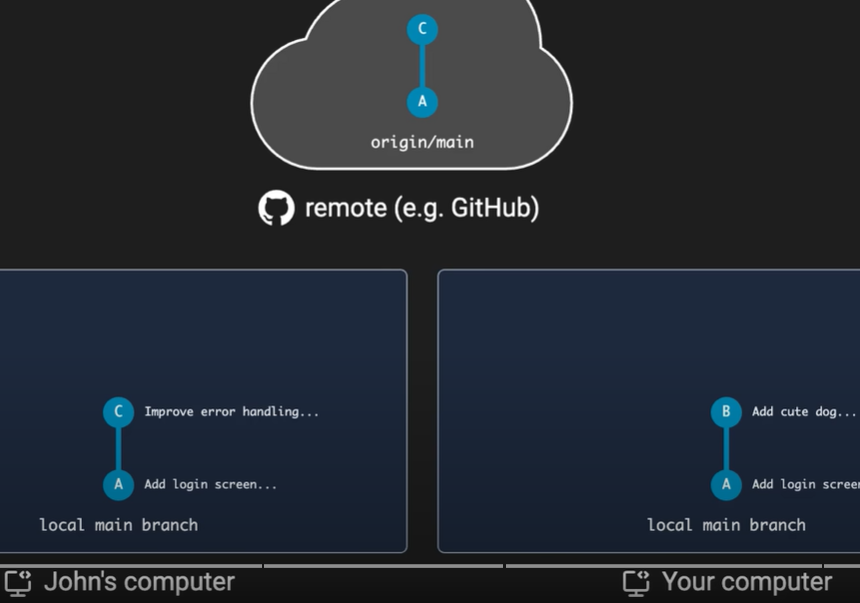 C
A
origin/main
remote (e.g. GitHub)
C Improve error handling...
A Add login screen...
local main branch
John's computer
B Add cute dog...
A Add login screen
local main branch
Your computer